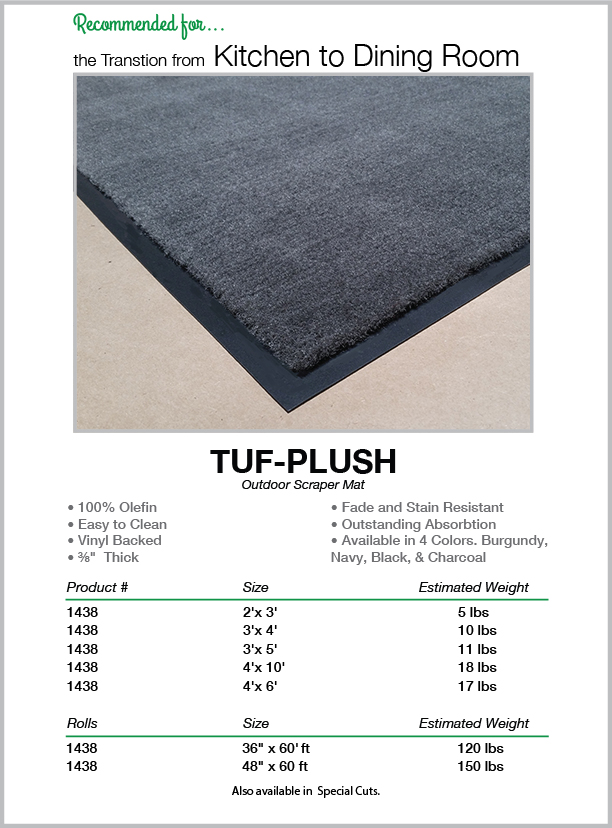 Recommended for...
the Transtion from Kitchen to Dining Room
TUF-PLUSH
Outdoor Scraper Mat
• 100% Olefin
• Easy to Clean
• Vinyl Backed
• ⅜" Thick
• Fade and Stain Resistant
• Outstanding Absorbtion
• Available in 4 Colors. Burgundy,
Navy, Black, & Charcoal
Product # Size Estimated Weight
1438 2'x 3' 5 lbs
1438 3'x 4' 10 lbs
1438 3'x 5' 11 lbs
1438 4'x 10' 18 lbs
1438 4'x 6' 17 lbs
Rolls Size Estimated Weight
1438 36" x 60' ft 120 lbs
1438 48" x 60 ft 150 lbs
Also available in Special Cuts.